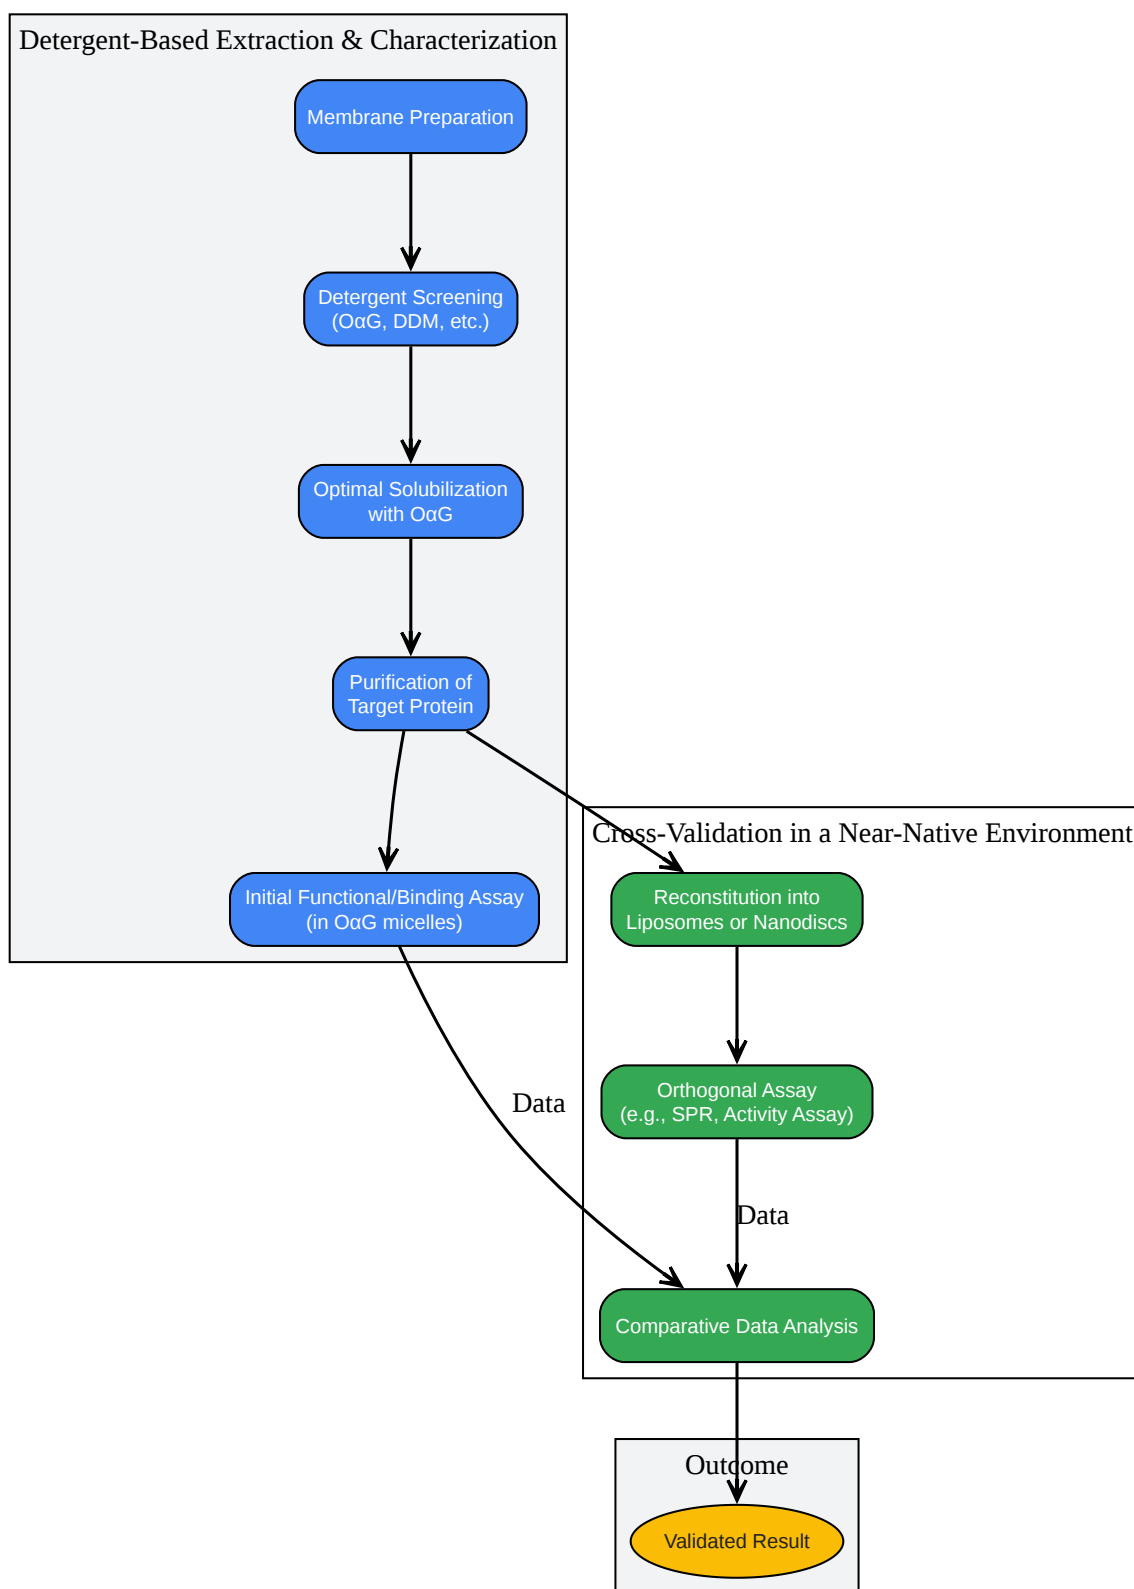 Detergent-Based Extraction & Characterization
Membrane Preparation
Detergent Screening
(OαG, DDM, etc.)
Optimal Solubilization
with OαG
Purification of
Target Protein
Initial Functional/Binding Assay
(in OαG micelles)
Cross-Validation in a Near-Native Environment
Reconstitution into
Liposomes or Nanodiscs
Orthogonal Assay
(e.g., SPR, Activity Assay)
Data
Data
Comparative Data Analysis
Outcome
Validated Result